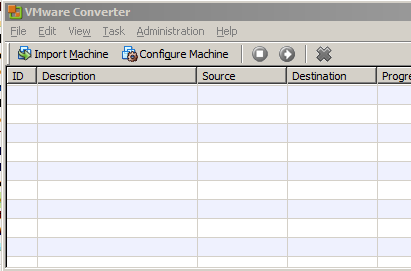 VMware Converter
File Edit View Task Administration Help
Import Machine Configure Machine
ID Description Source Destination Progre